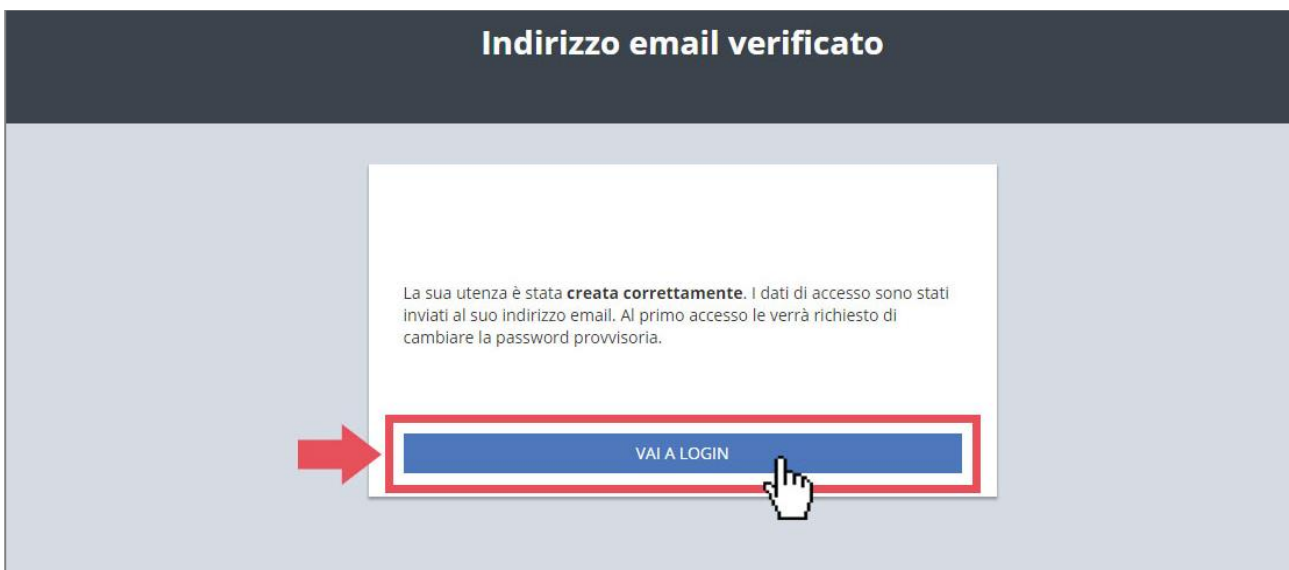 Indirizzo email verificato
La sua utenza è stata creata correttamente. I dati di accesso sono stati
inviati al suo indirizzo email. Al primo accesso le verrà richiesto di
cambiare la password provvisoria.
VAI A LOGIN